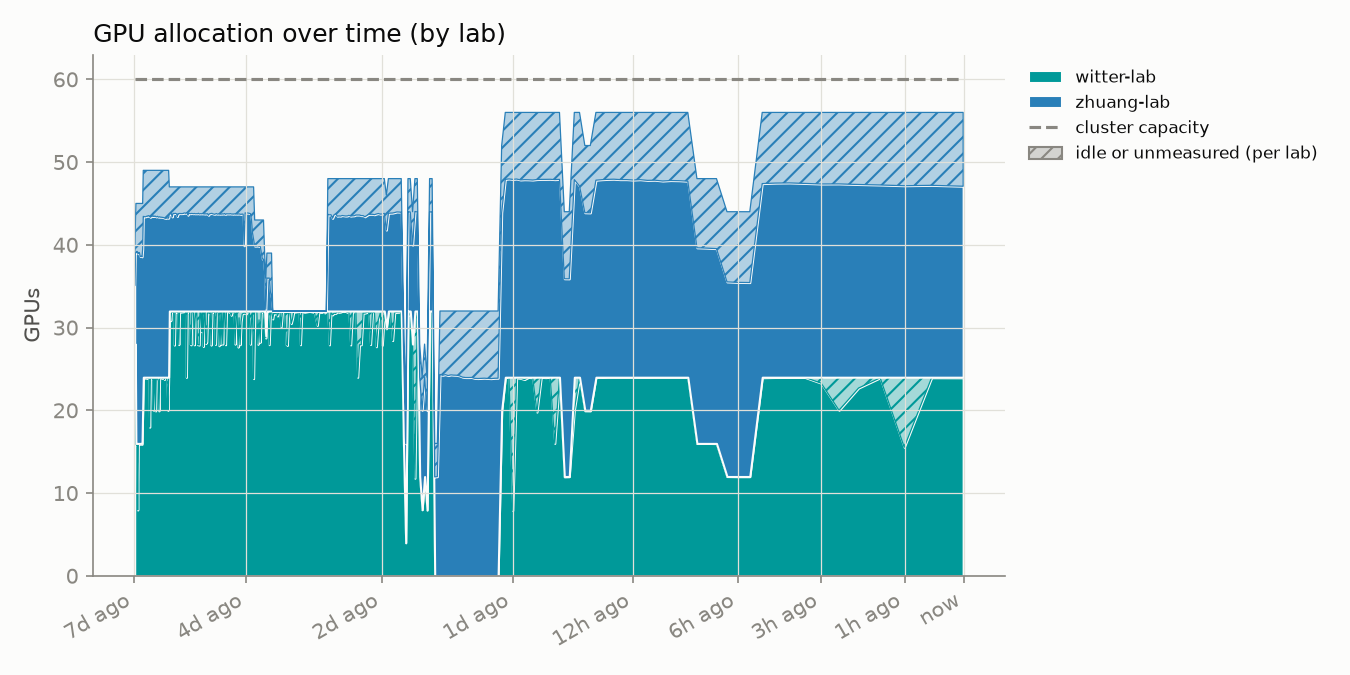 GPU allocation over time (by lab)
witter-lab
zhuang-lab
cluster capacity
idle or unmeasured (per lab)
GPUs
60
50
40
30
20
10
0
7d ago
4d ago
2d ago
1d ago
12h ago
6h ago
3h ago
1h ago
now